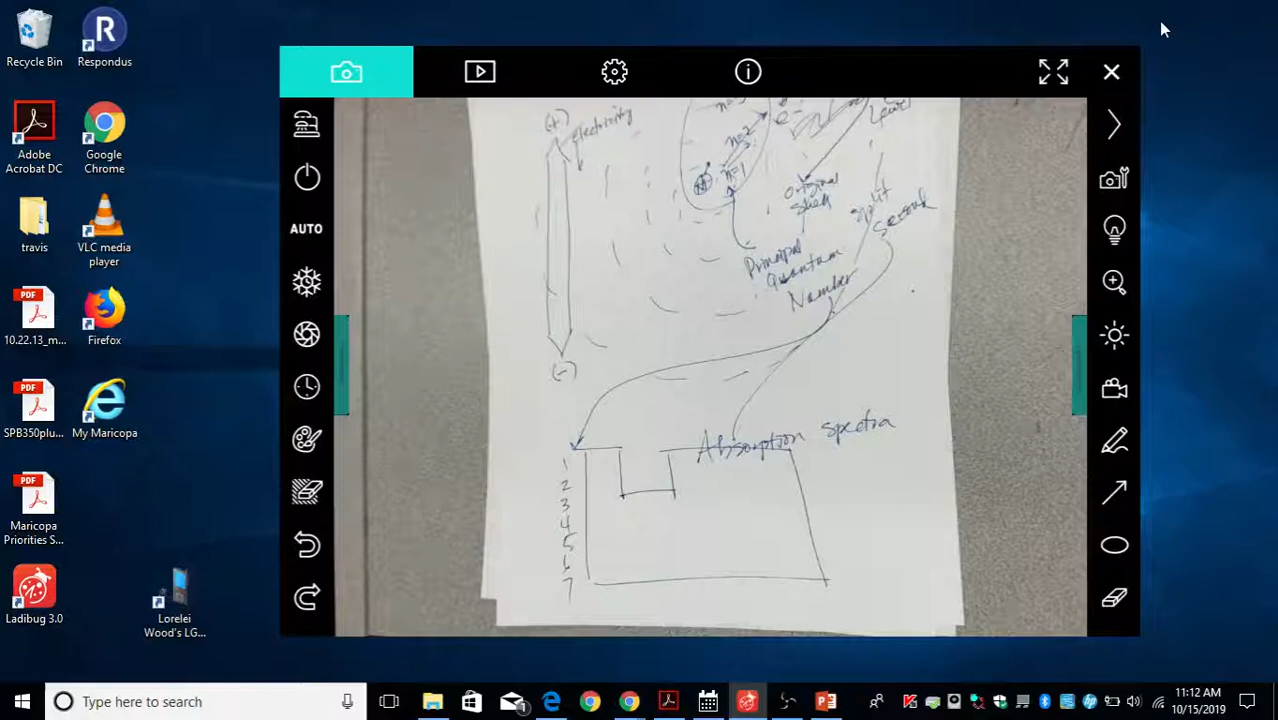 Recycle Bin
Respondus
Adobe
Acrobat DC
Google
Chrome
travis
VLC media
player
10.22.13_m...
Firefox
SPB350plu...
My Maricopa
Maricopa
Priorities S...
Ladibug 3.0
Lorelei
Wood's LG...
AUTO
(+)
electricity
n=2
e-
Level
n=1
original
shell
split
second
Principal
Quantum
Number
(-)
Absorption spectra
1
2
3
4
5
6
7
Type here to search
11:12 AM
10/15/2019